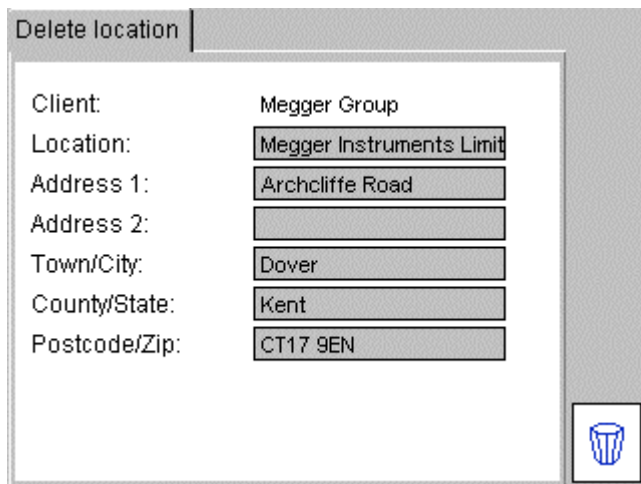 Delete location
Client: Megger Group
Location: Megger Instruments Limit
Address 1: Archcliffe Road
Address 2:
Town/City: Dover
County/State: Kent
Postcode/Zip: CT17 9EN